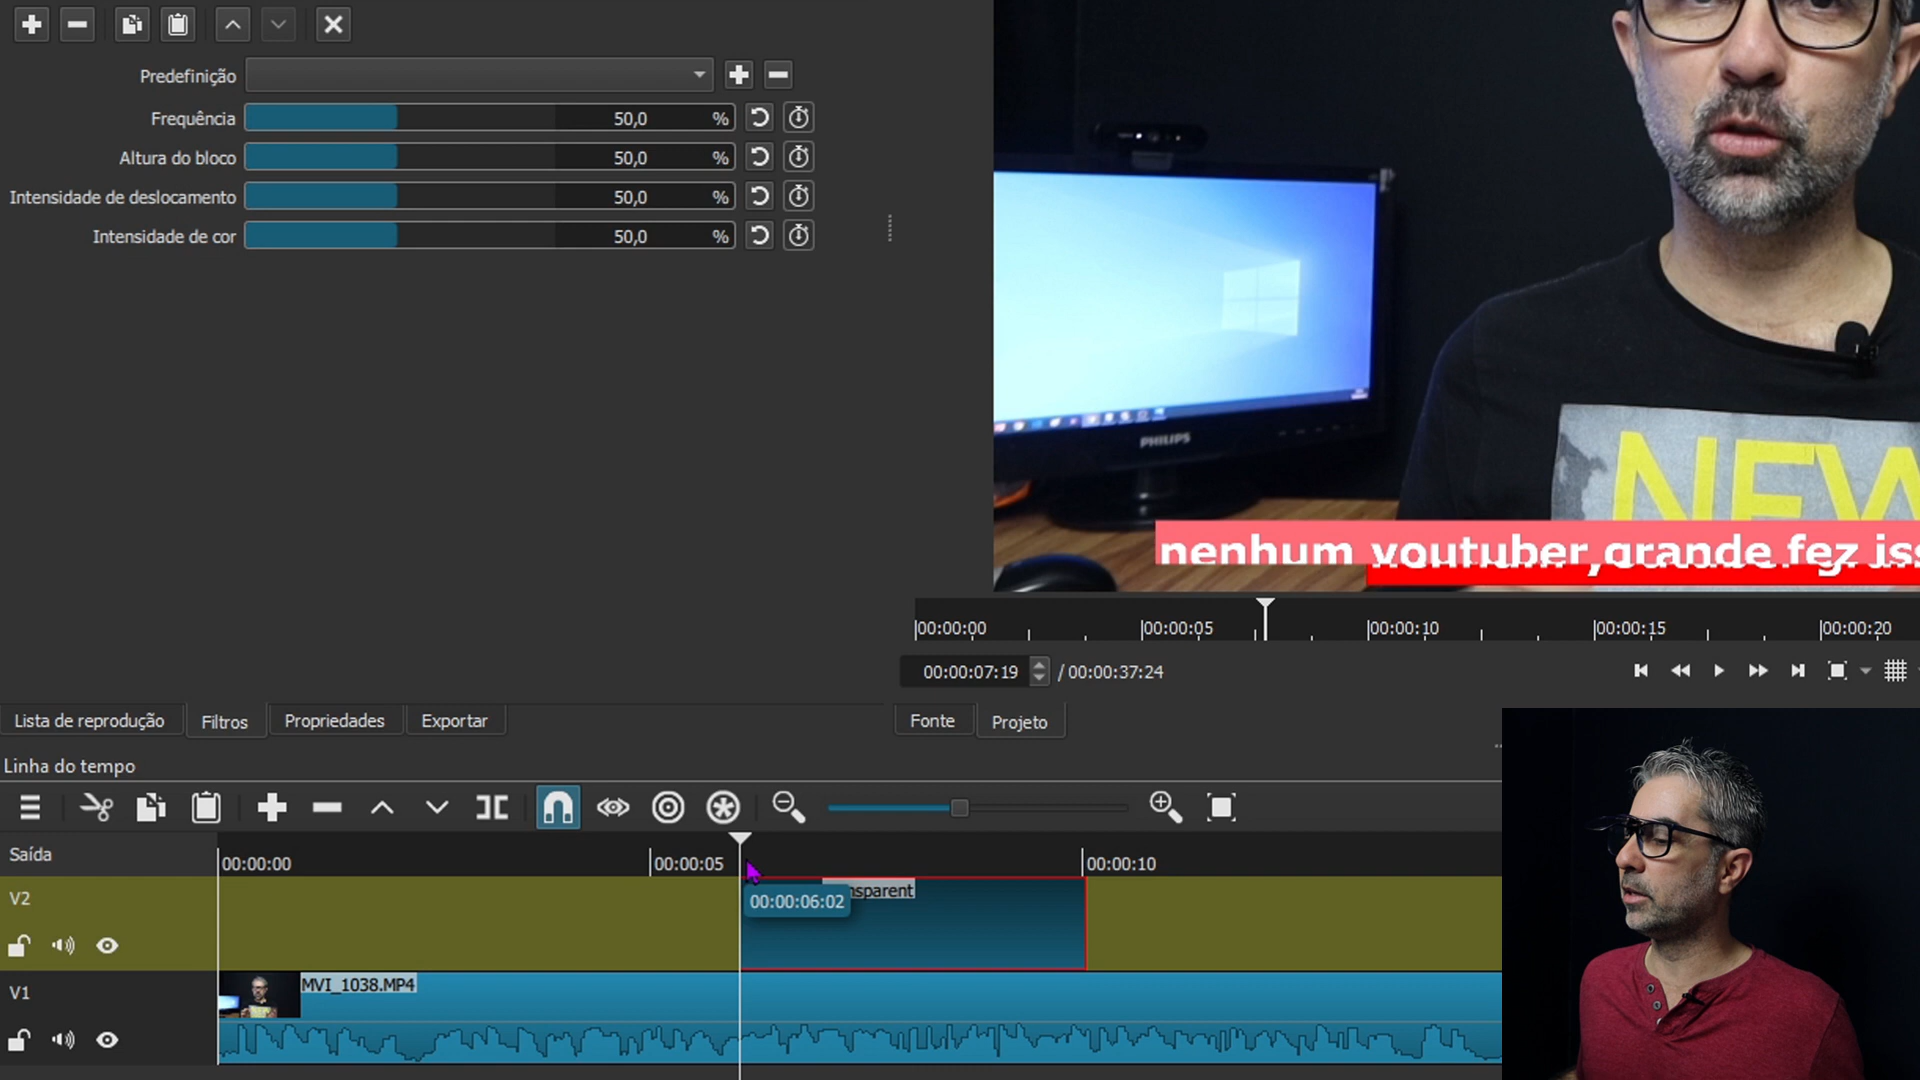 Predefinição
Frequência 50,0 %
Altura do bloco 50,0 %
Intensidade de deslocamento 50,0 %
Intensidade de cor 50,0 %
PHILIPS
NEW
nenhum youtuber grande fez iss
00:00:00 00:00:05 00:00:10 00:00:15 00:00:20
00:00:07:19 / 00:00:37:24
Lista de reprodução Filtros Propriedades Exportar
Fonte Projeto
Linha do tempo
Saída
00:00:00 00:00:05 00:00:10
V2
nsparent
00:00:06:02
V1
MVI_1038.MP4